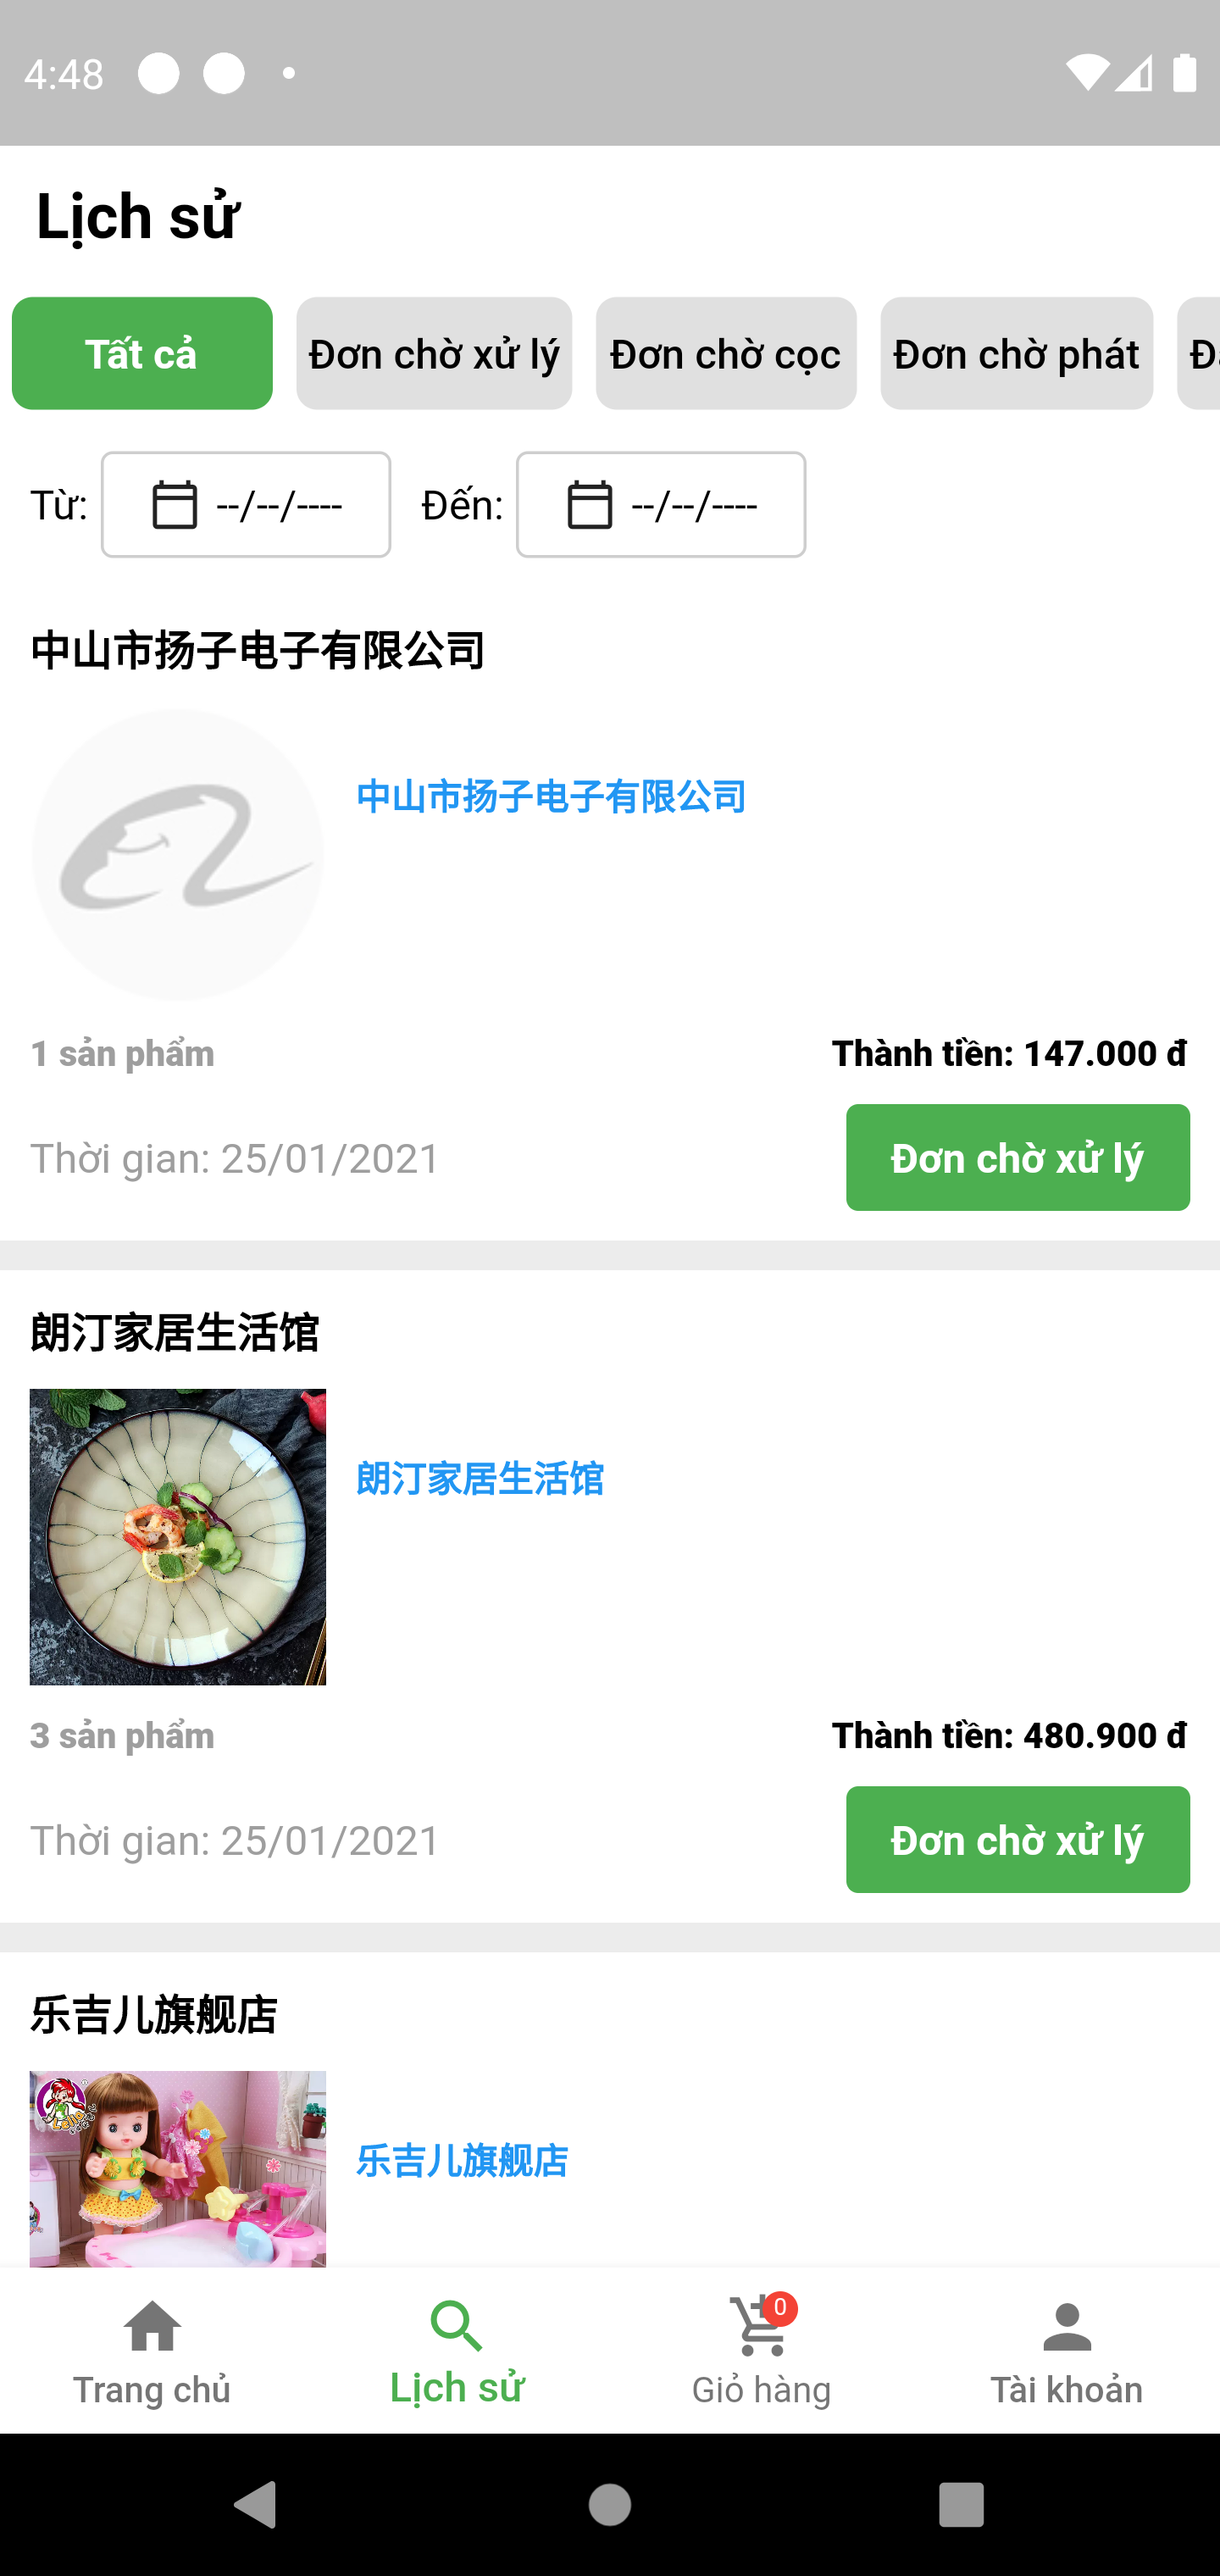 4:48
Lịch sử
Tất cả
Đơn chờ xử lý
Đơn chờ cọc
Đơn chờ phát
Từ: --/--/----
Đến: --/--/----
中山市扬子电子有限公司
中山市扬子电子有限公司
1 sản phẩm
Thành tiền: 147.000 đ
Thời gian: 25/01/2021
Đơn chờ xử lý
朗汀家居生活馆
朗汀家居生活馆
3 sản phẩm
Thành tiền: 480.900 đ
Thời gian: 25/01/2021
Đơn chờ xử lý
乐吉儿旗舰店
乐吉儿旗舰店
Trang chủ
Lịch sử
0
Giỏ hàng
Tài khoản